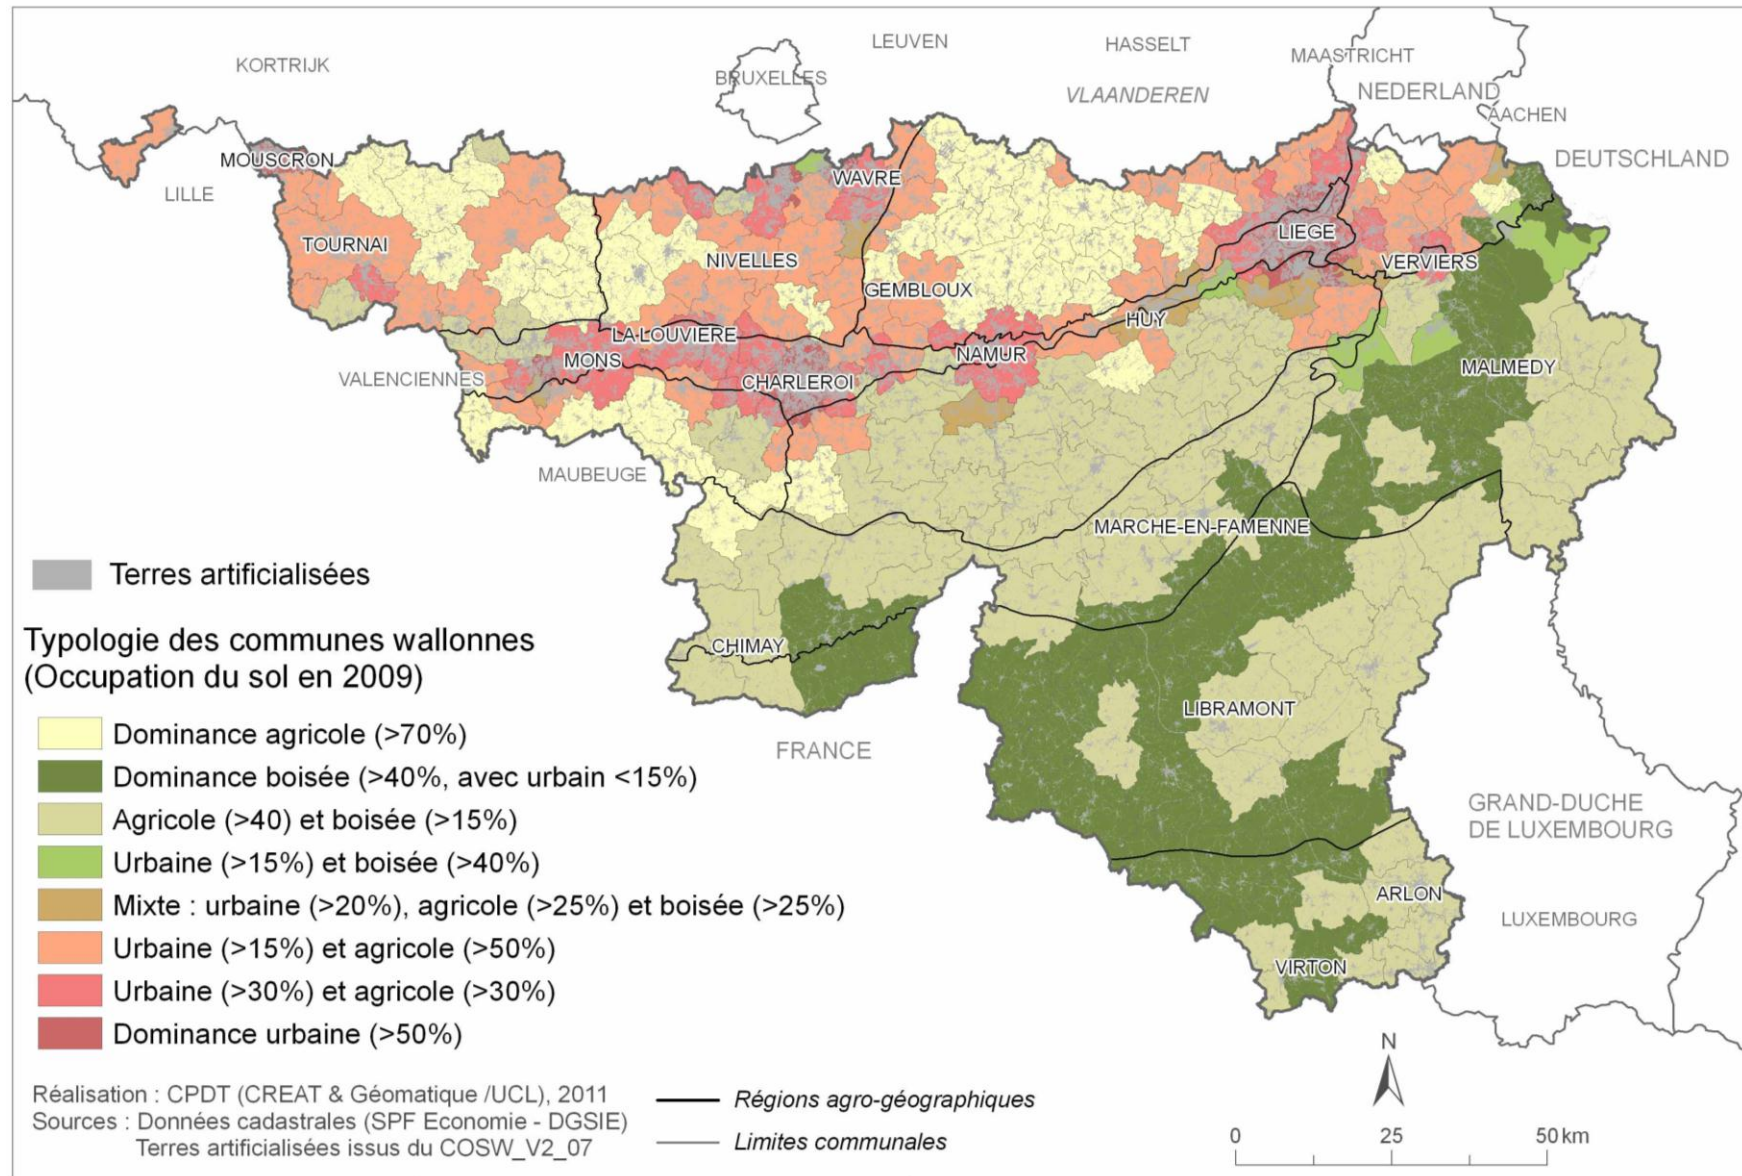 KORTRIJK
BRUXELLES
LEUVEN
HASSELT
MAASTRICHT
VLAANDEREN
NEDERLAND
AACHEN
DEUTSCHLAND
MOUSCRON
LILLE
WAVRE
TOURNAI
NIVELLES
GEMBLOUX
LIEGE
VERVIERS
HUY
LA-LOUVIERE
MONS
NAMUR
CHARLEROI
VALENCIENNES
MALMEDY
MAUBEUGE
MARCHE-EN-FAMENNE
CHIMAY
LIBRAMONT
FRANCE
GRAND-DUCHE
DE LUXEMBOURG
ARLON
LUXEMBOURG
VIRTON
Terres artificialisées
Typologie des communes wallonnes
(Occupation du sol en 2009)
Dominance agricole (>70%)
Dominance boisée (>40%, avec urbain <15%)
Agricole (>40) et boisée (>15%)
Urbaine (>15%) et boisée (>40%)
Mixte : urbaine (>20%), agricole (>25%) et boisée (>25%)
Urbaine (>15%) et agricole (>50%)
Urbaine (>30%) et agricole (>30%)
Dominance urbaine (>50%)
Réalisation : CPDT (CREAT & Géomatique /UCL), 2011
Sources : Données cadastrales (SPF Economie - DGSIE)
Terres artificialisées issus du COSW_V2_07
Régions agro-géographiques
Limites communales
N
0 25 50 km